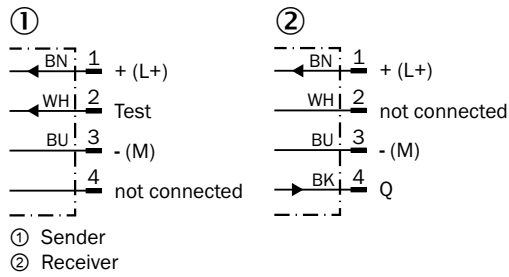 ① ②
BN 1 + (L+)
WH 2 Test
BU 3 - (M)
4 not connected
BN 1 + (L+)
WH 2 not connected
BU 3 - (M)
BK 4 Q
① Sender
② Receiver